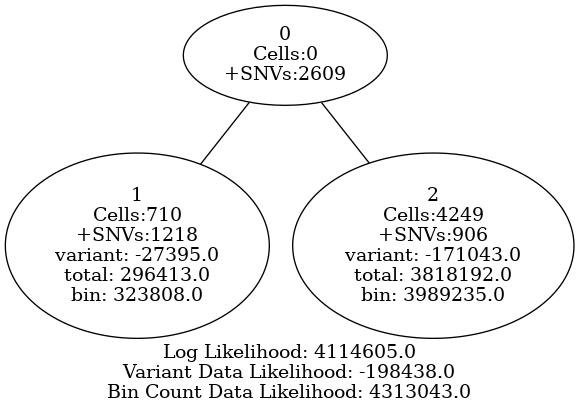 0
Cells:0
+SNVs:2609
1
Cells:710
+SNVs:1218
variant: -27395.0
total: 296413.0
bin: 323808.0
2
Cells:4249
+SNVs:906
variant: -171043.0
total: 3818192.0
bin: 3989235.0
Log Likelihood: 4114605.0
Variant Data Likelihood: -198438.0
Bin Count Data Likelihood: 4313043.0